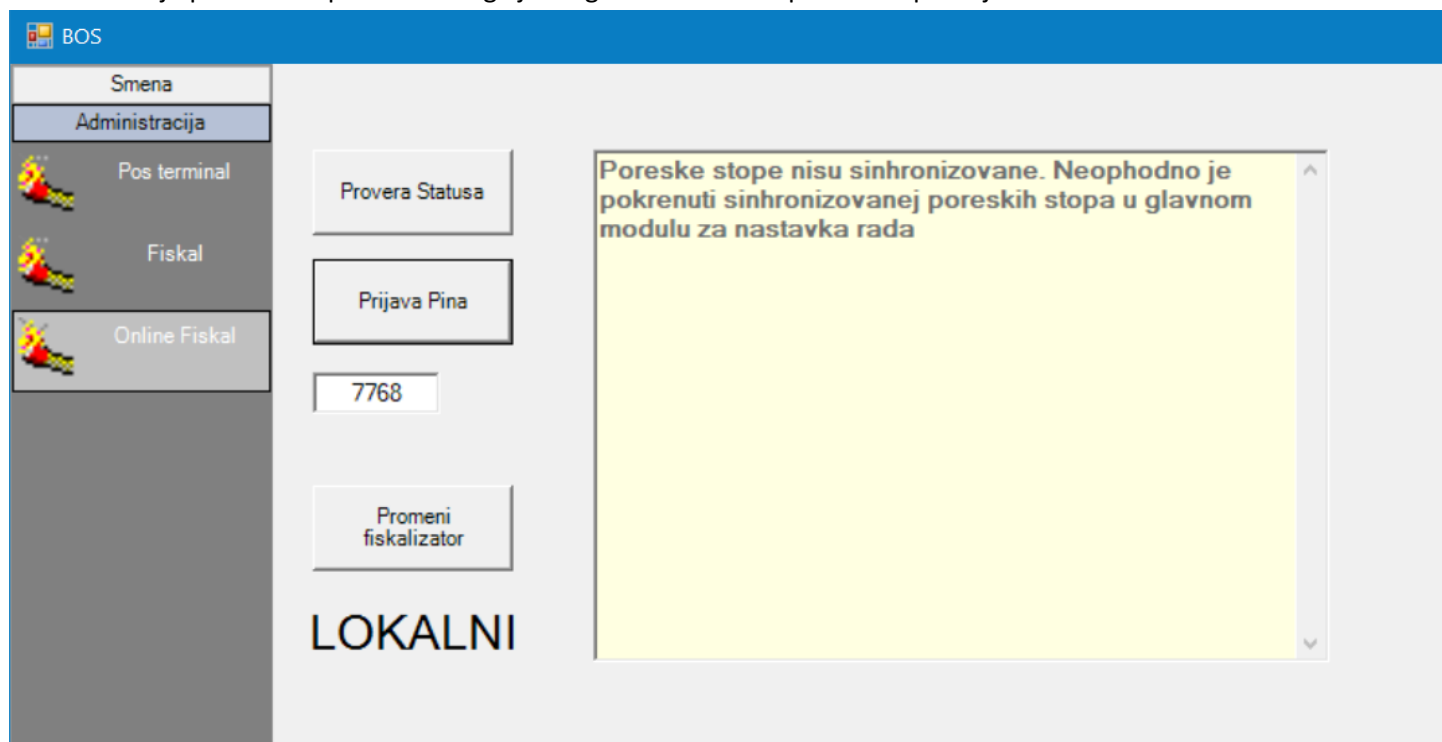 BOS
Smena
Administracija
Pos terminal
Fiskal
Online Fiskal
Provera Statusa
Prijava Pina
7768
Promeni
fiskalizator
LOKALNI
Poreske stope nisu sinhronizovane. Neophodno je
pokrenuti sinhronizovanej poreskih stopa u glavnom
modulu za nastavka rada